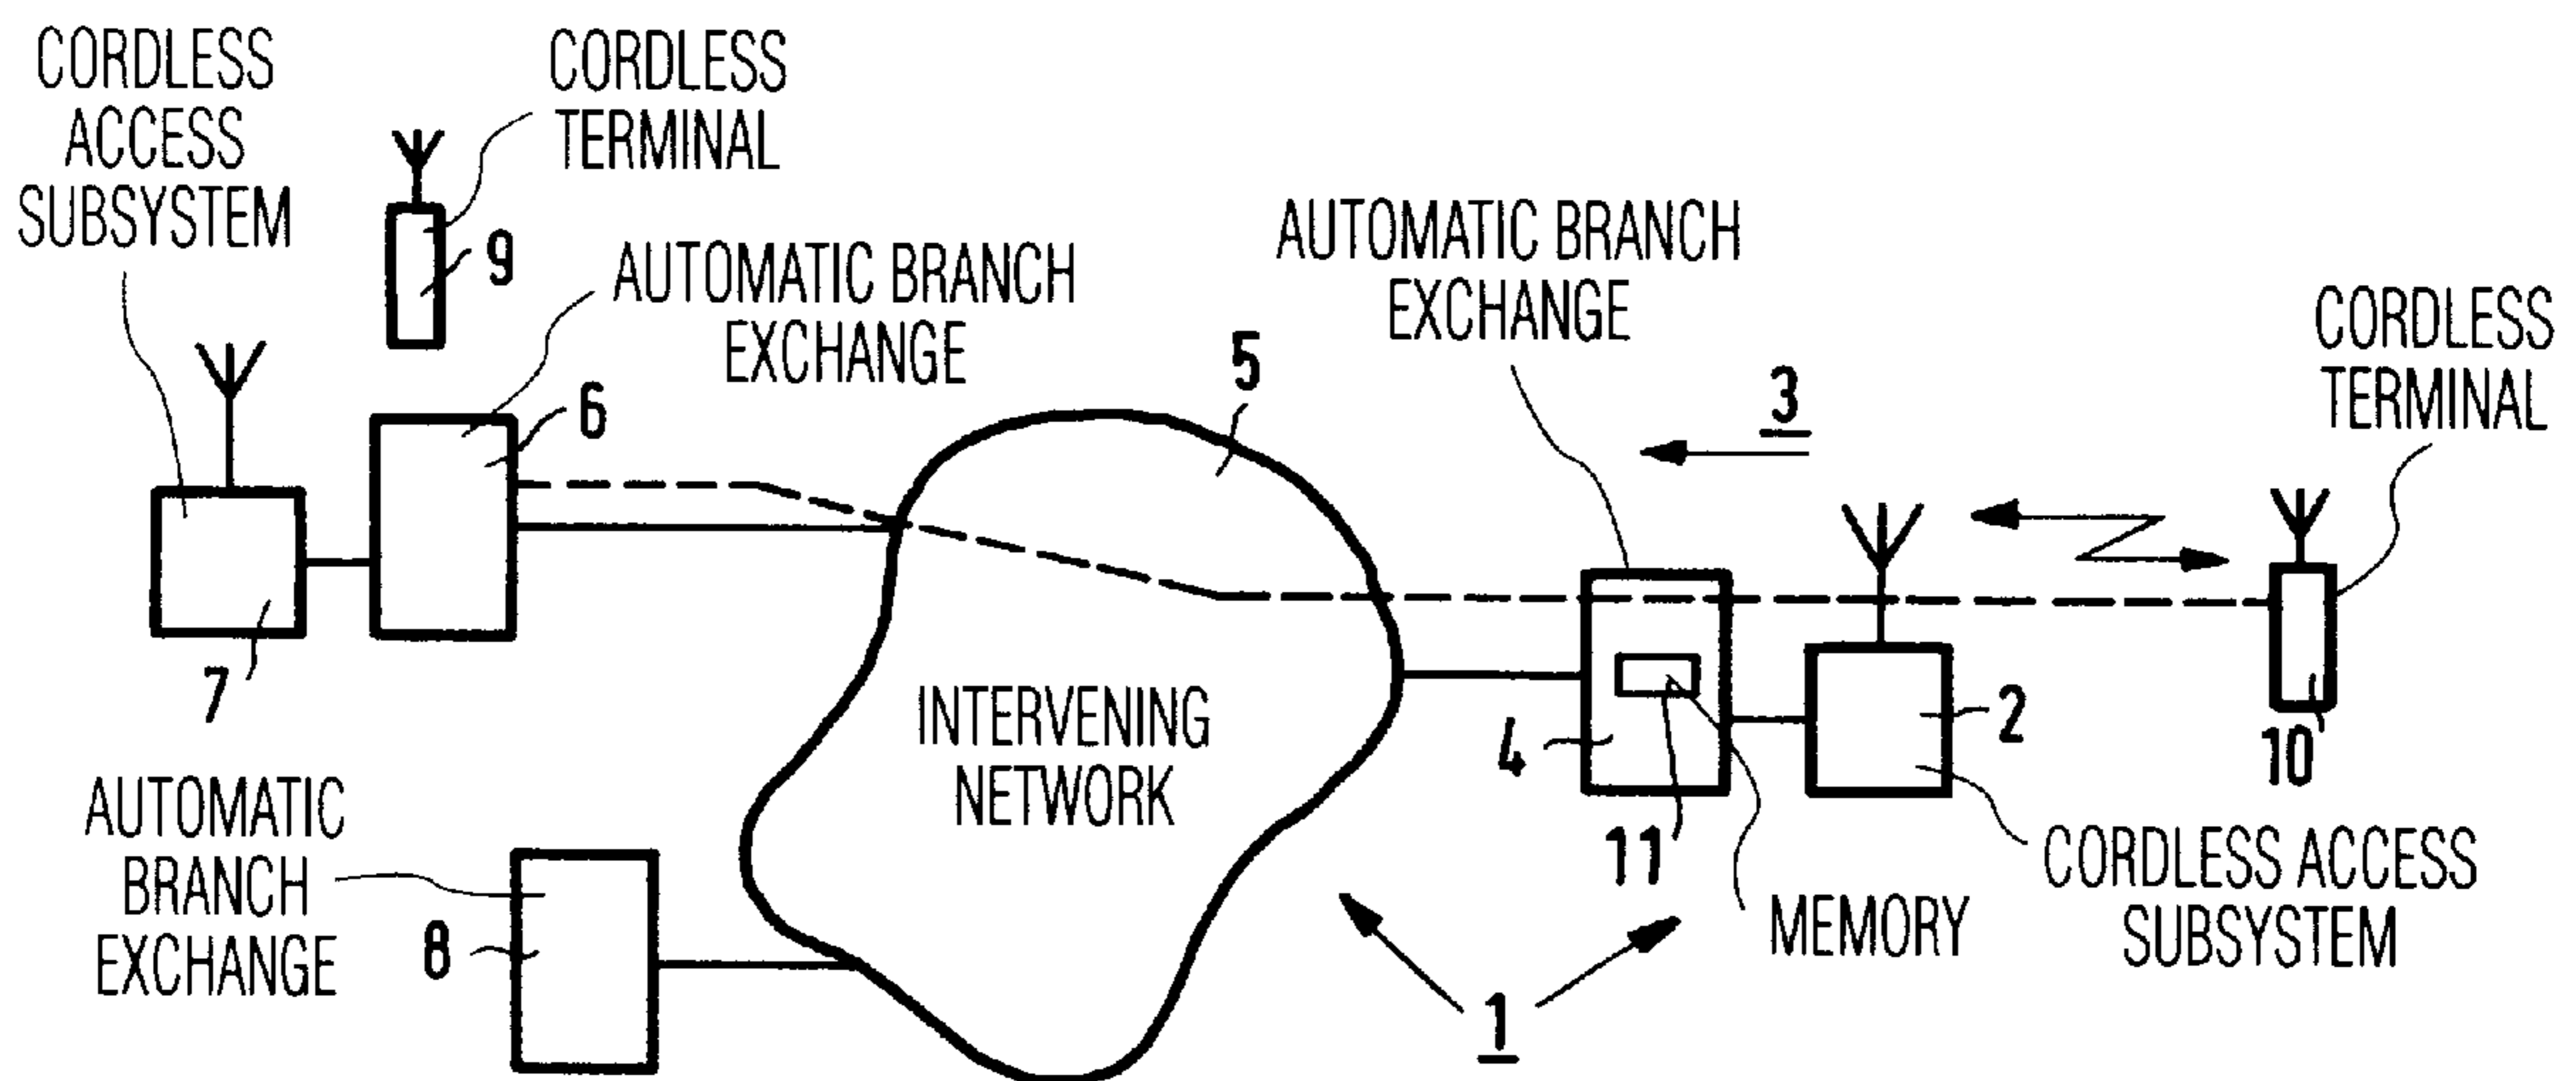 CORDLESS
ACCESS
SUBSYSTEM
CORDLESS
TERMINAL
9
AUTOMATIC BRANCH
EXCHANGE
6
7
5
AUTOMATIC BRANCH
EXCHANGE
3
CORDLESS
TERMINAL
INTERVENING
NETWORK
4
11
2
10
MEMORY
CORDLESS ACCESS
SUBSYSTEM
AUTOMATIC
BRANCH
EXCHANGE
8
1